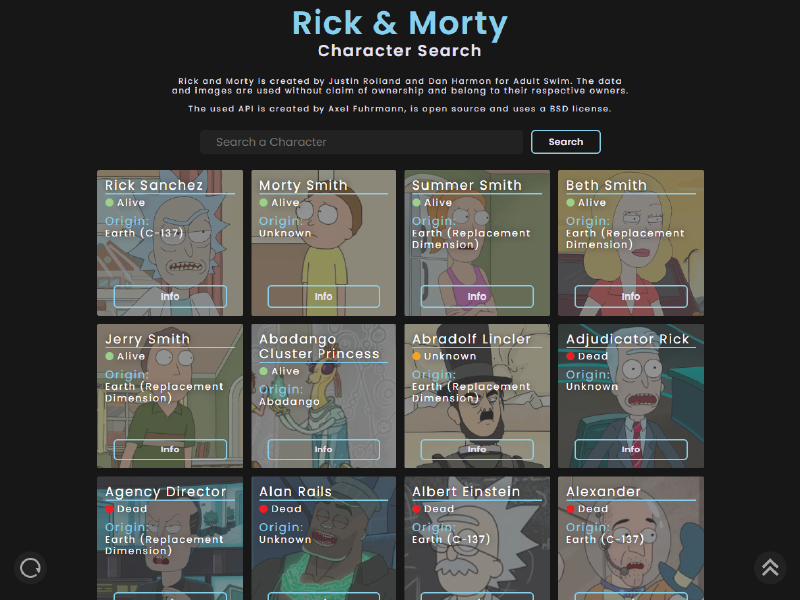 Rick & Morty
Character Search
Rick and Morty is created by Justin Roiland and Dan Harmon for Adult Swim. The data
and images are used without claim of ownership and belong to their respective owners.
The used API is created by Axel Fuhrmann, is open source and uses a BSD license.
Search a Character
Search
Rick Sanchez
Alive
Origin:
Earth (C-137)
Info
Morty Smith
Alive
Origin:
Unknown
Info
Summer Smith
Alive
Origin:
Earth (Replacement
Dimension)
Info
Beth Smith
Alive
Origin:
Earth (Replacement
Dimension)
Info
Jerry Smith
Alive
Origin:
Earth (Replacement
Dimension)
Info
Abadango
Cluster Princess
Alive
Origin:
Abadango
Info
Abradolf Lincler
Unknown
Origin:
Earth (Replacement
Dimension)
Info
Adjudicator Rick
Dead
Origin:
Unknown
Info
Agency Director
Dead
Origin:
Earth (Replacement
Dimension)
Alan Rails
Dead
Origin:
Unknown
Albert Einstein
Dead
Origin:
Earth (C-137)
Alexander
Dead
Origin:
Earth (C-137)